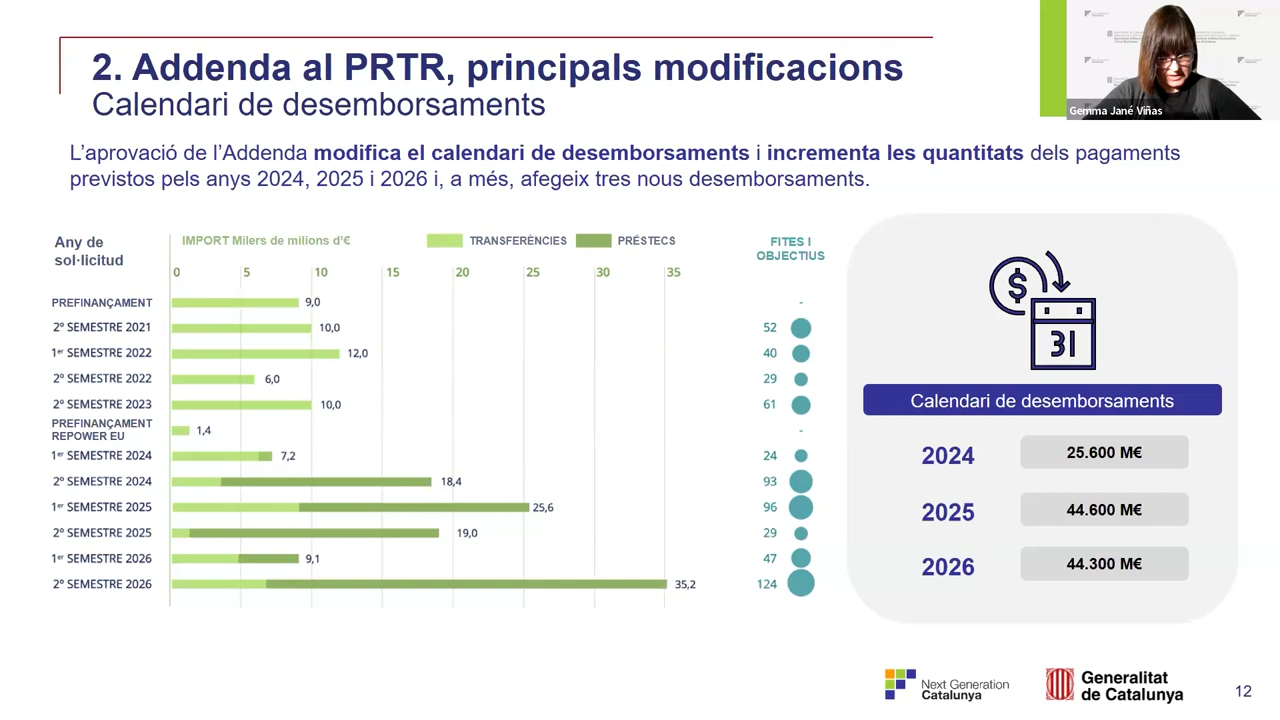 2. Addenda al PRTR, principals modificacions
Calendari de desemborsaments
Gemma Jané Viñas
L'aprovació de l'Addenda modifica el calendari de desemborsaments i incrementa les quantitats dels pagaments
previstos pels anys 2024, 2025 i 2026 i, a més, afegeix tres nous desemborsaments.
Any de
sol·licitud
IMPORT Milers de milions d'€
TRANSFERÈNCIES
PRÉSTECS
FITES I
OBJECTIUS
0 5 10 15 20 25 30 35
PREFINANÇAMENT 9,0 -
2º SEMESTRE 2021 10,0 52
1er SEMESTRE 2022 12,0 40
2º SEMESTRE 2022 6,0 29
2º SEMESTRE 2023 10,0 61
PREFINANÇAMENT
REPOWER EU 1,4 -
1er SEMESTRE 2024 7,2 24
2º SEMESTRE 2024 18,4 93
1er SEMESTRE 2025 25,6 96
2º SEMESTRE 2025 19,0 29
1er SEMESTRE 2026 9,1 47
2º SEMESTRE 2026 35,2 124
$
31
Calendari de desemborsaments
2024 25.600 M€
2025 44.600 M€
2026 44.300 M€
Next Generation
Catalunya
Generalitat
de Catalunya
12